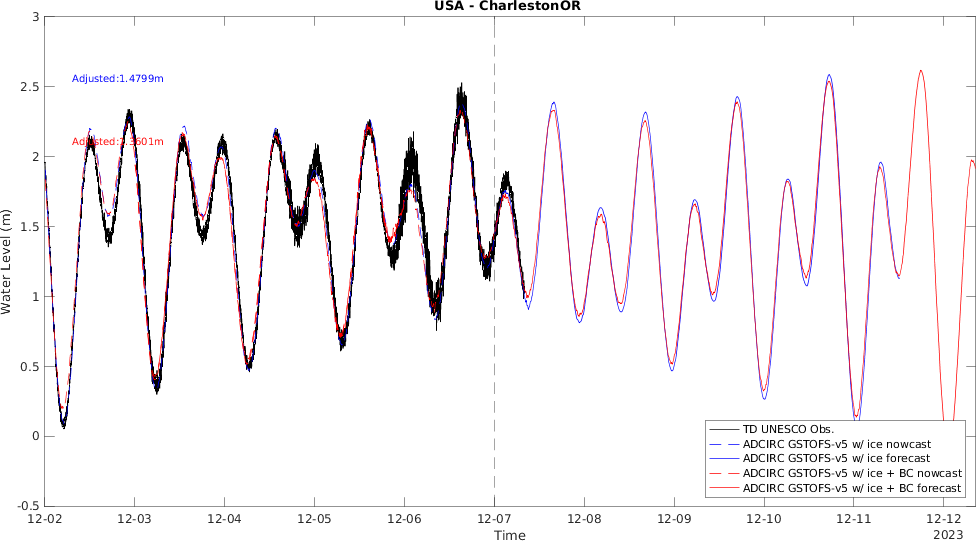 USA - CharlestonOR
3
Adjusted:1.4799m
2.5
2
1.5
1
0.5
0
-0.5
Water Level (m)
TD UNESCO Obs.
ADCIRC GSTOFS-v5 w/ ice nowcast
ADCIRC GSTOFS-v5 w/ ice forecast
ADCIRC GSTOFS-v5 w/ ice + BC nowcast
ADCIRC GSTOFS-v5 w/ ice + BC forecast
12-02 12-03 12-04 12-05 12-06 12-07 12-08 12-09 12-10 12-11 12-12
Time
2023